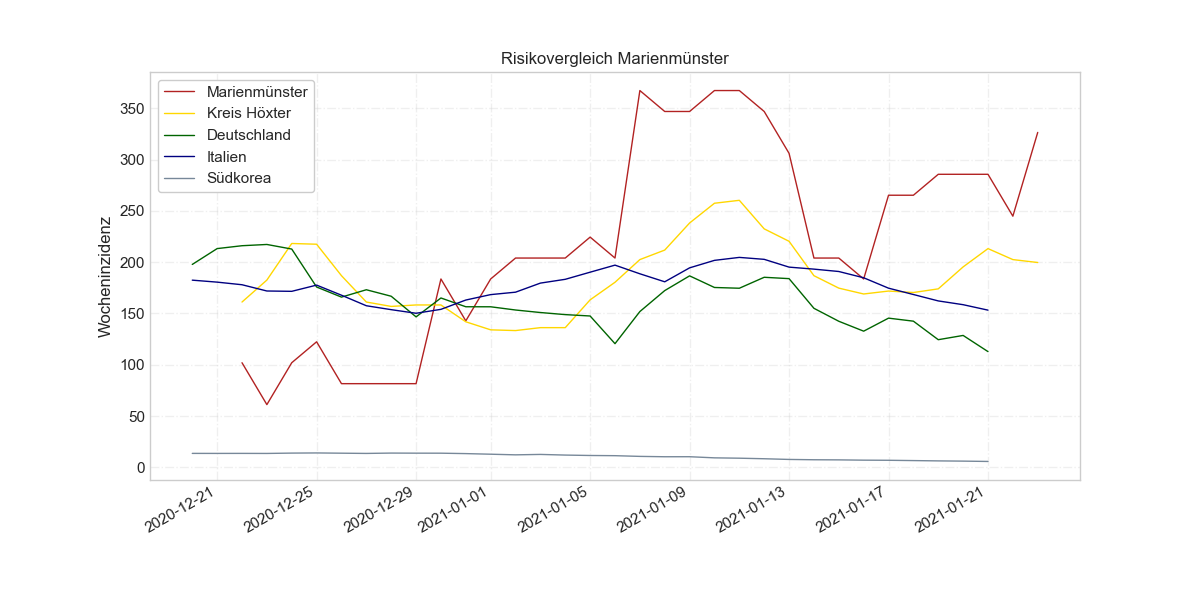 Risikovergleich Marienmünster
Marienmünster
Kreis Höxter
Deutschland
Italien
Südkorea
Wocheninzidenz
350
300
250
200
150
100
50
0
2020-12-21
2020-12-25
2020-12-29
2021-01-01
2021-01-05
2021-01-09
2021-01-13
2021-01-17
2021-01-21